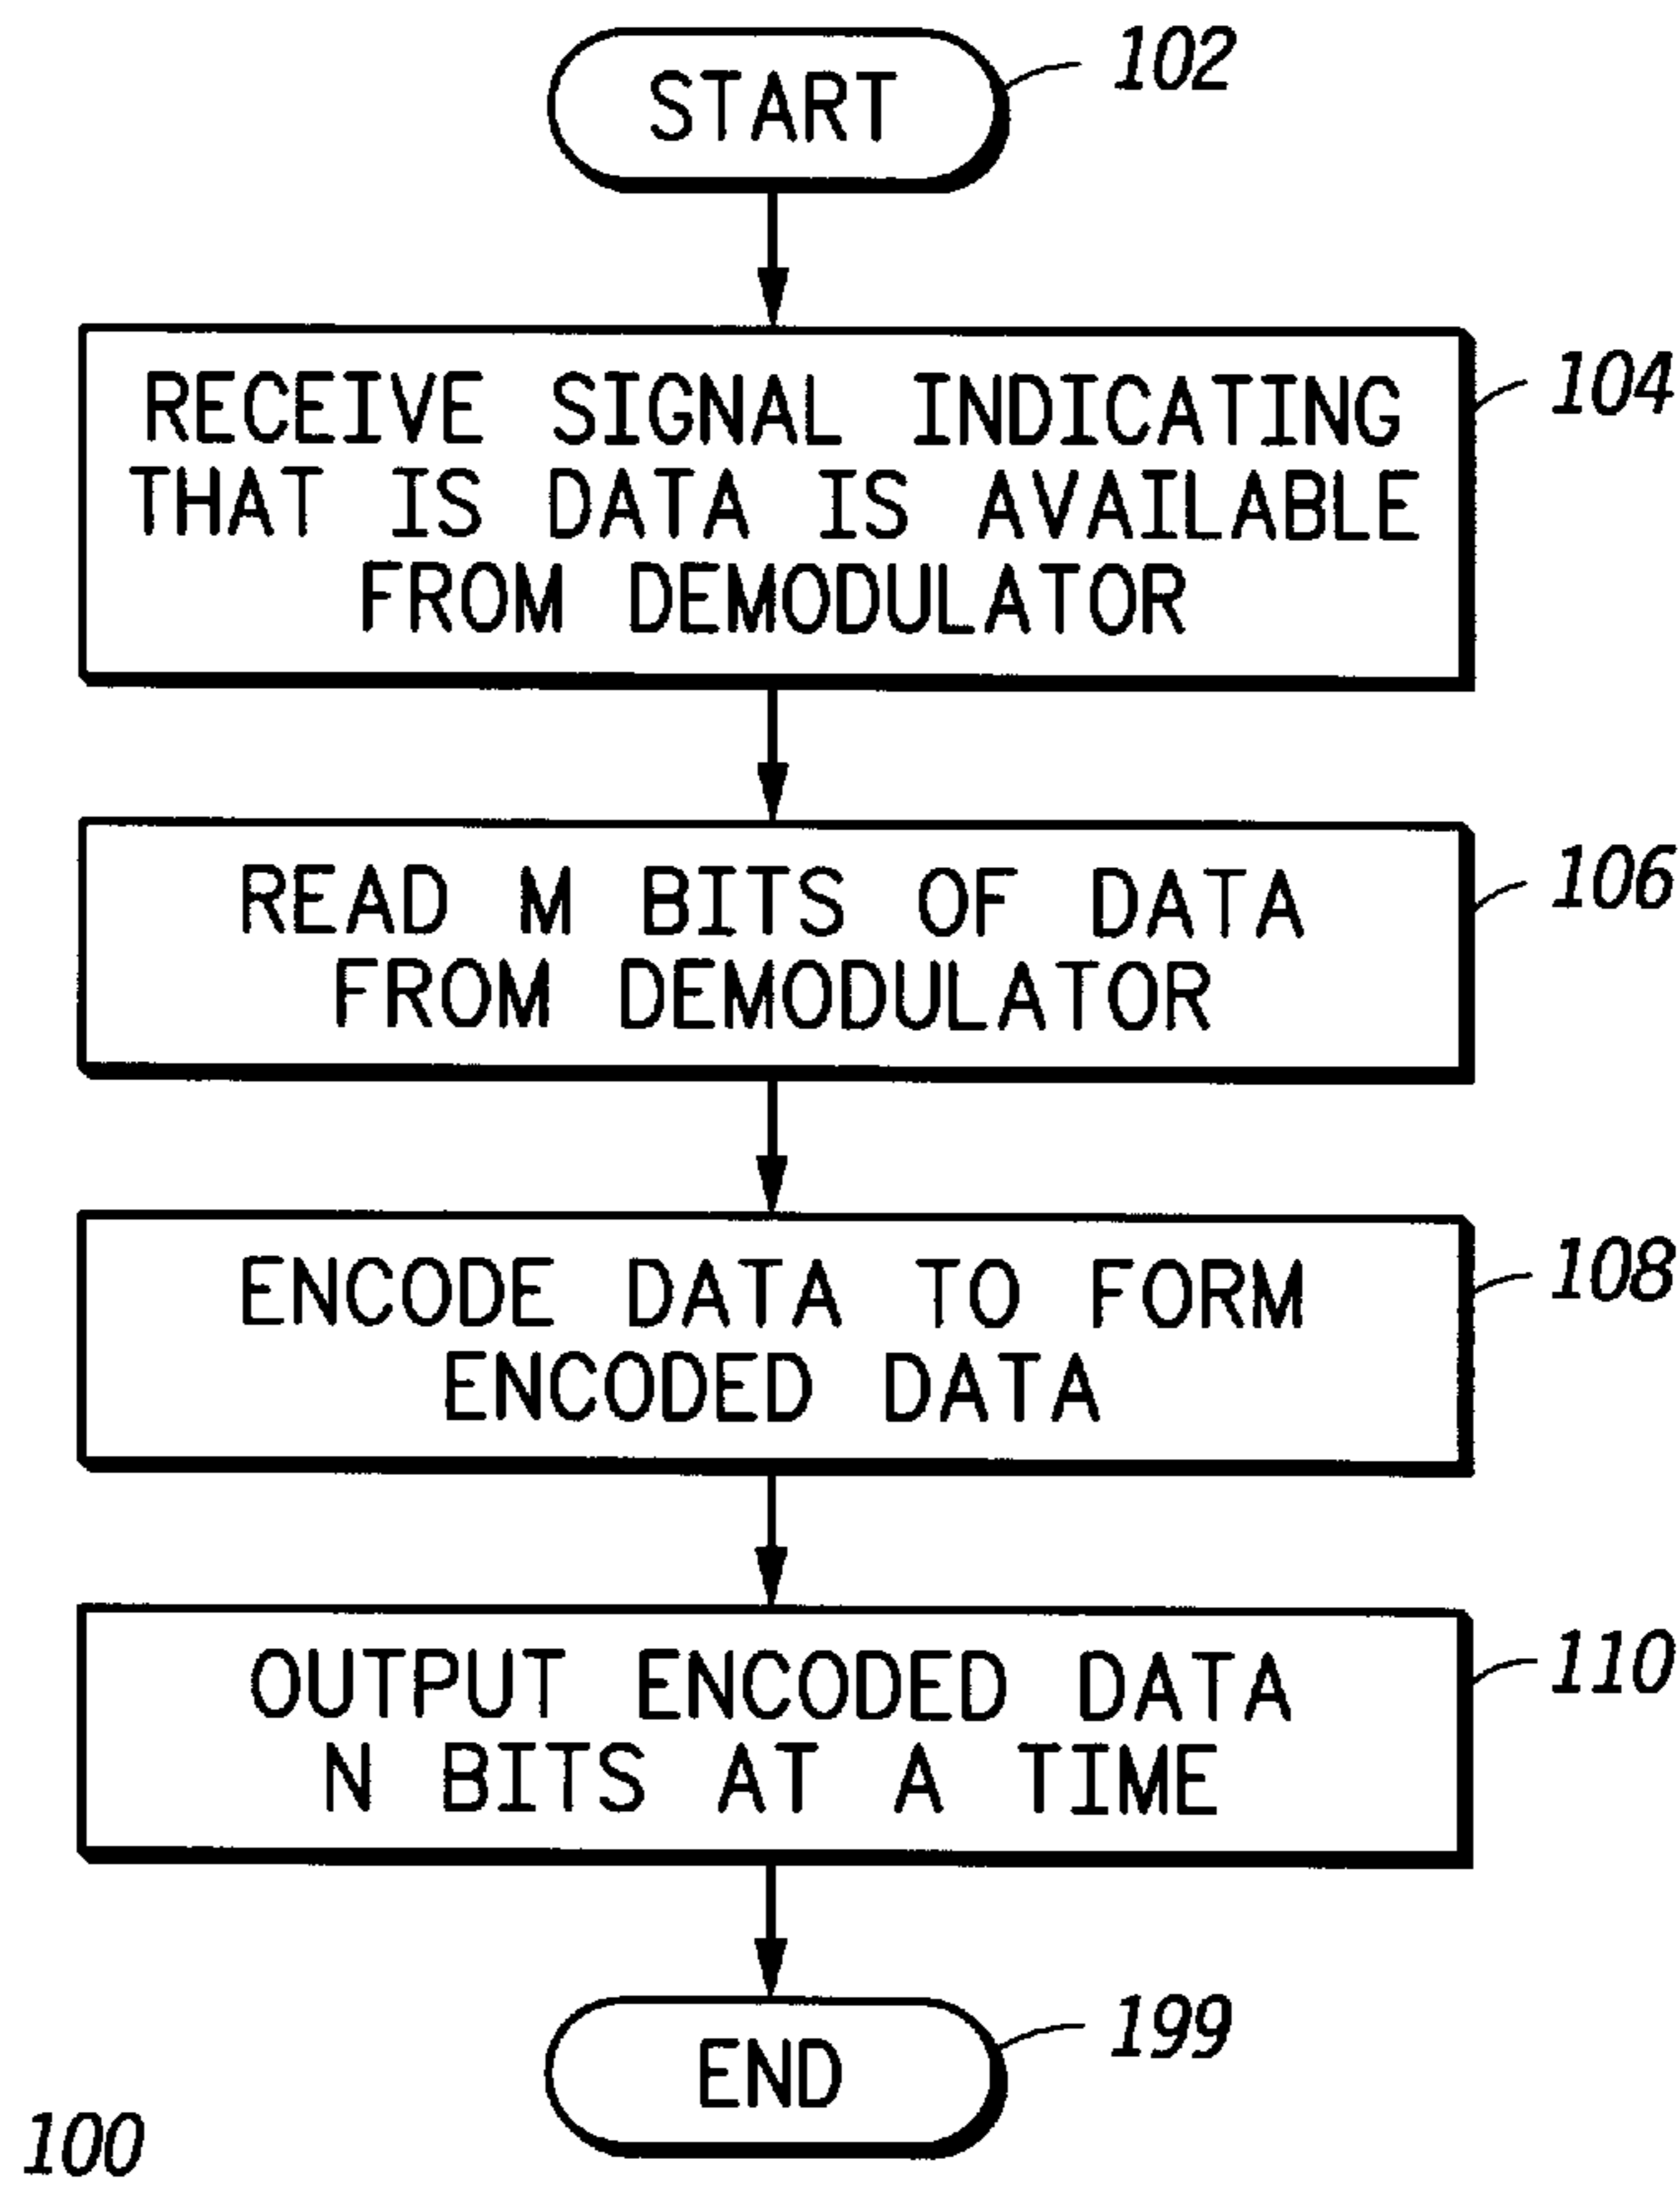 START
102
RECEIVE SIGNAL INDICATING
THAT IS DATA IS AVAILABLE
FROM DEMODULATOR
104
READ M BITS OF DATA
FROM DEMODULATOR
106
ENCODE DATA TO FORM
ENCODED DATA
108
OUTPUT ENCODED DATA
N BITS AT A TIME
110
END
199
100